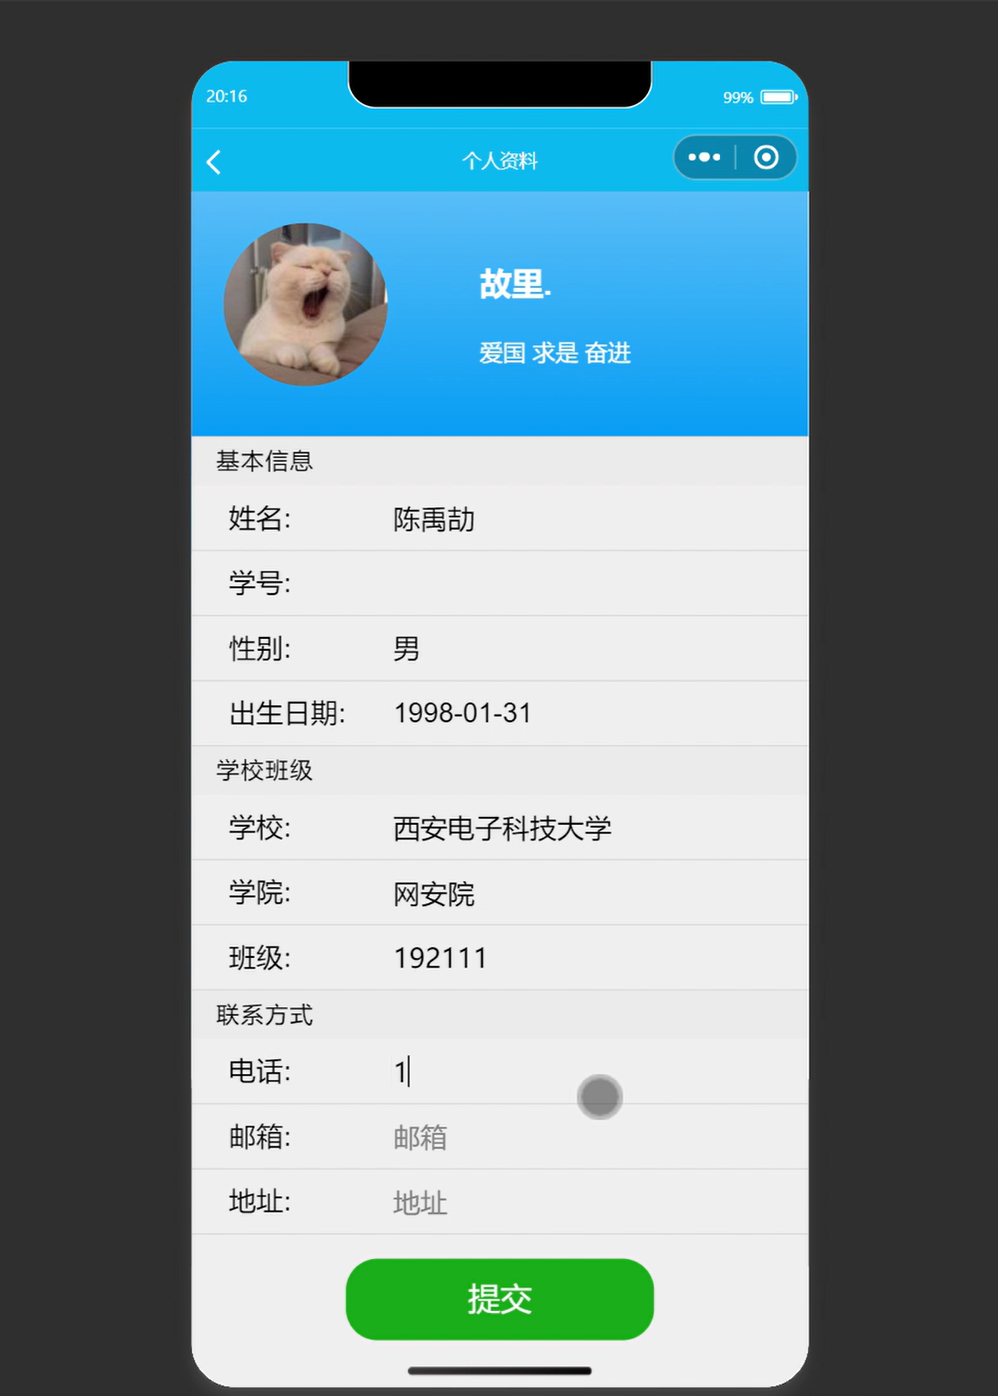 20:16
99%
个人资料
故里.
爱国 求是 奋进
基本信息
姓名: 陈禹劼
学号:
性别: 男
出生日期: 1998-01-31
学校班级
学校: 西安电子科技大学
学院: 网安院
班级: 192111
联系方式
电话: 1
邮箱: 邮箱
地址: 地址
提交